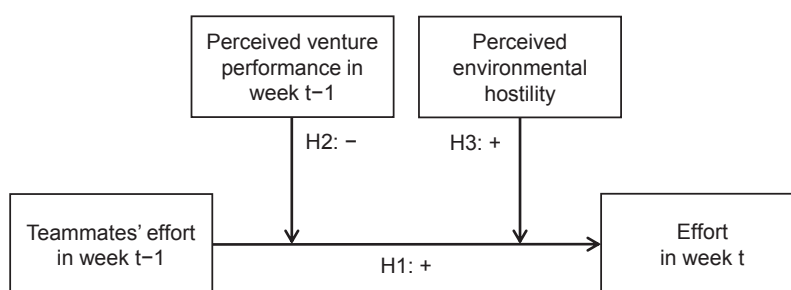 Perceived venture
performance in
week t−1
Perceived
environmental
hostility
H2: −
H3: +
Teammates’ effort
in week t−1
Effort
in week t
H1: +